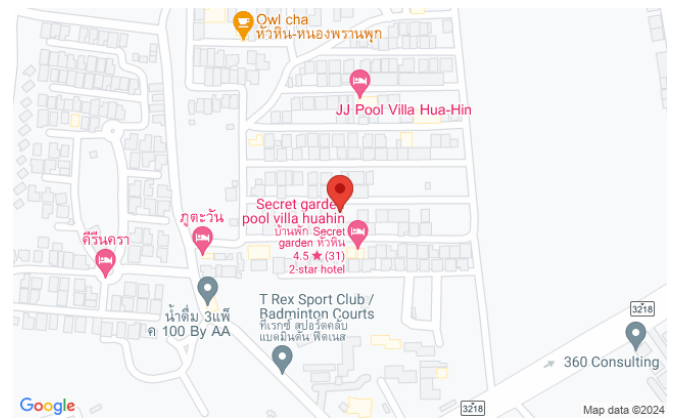 Owl cha
หัวหิน-หนองพรานพุก
JJ Pool Villa Hua-Hin
Secret garden
pool villa huahin
บ้านพัก Secret
garden หัวหิน
4.5 ★ (31)
2-star hotel
ภูตะวัน
คีรีนครา
น้ำดื่ม 3แพ็
ค 100 By AA
T Rex Sport Club /
Badminton Courts
ทีเรกซ์ สปอร์ตคลับ
แบดมินตัน ฟิตเนส
3218
360 Consulting
3218
Google
Map data ©2024